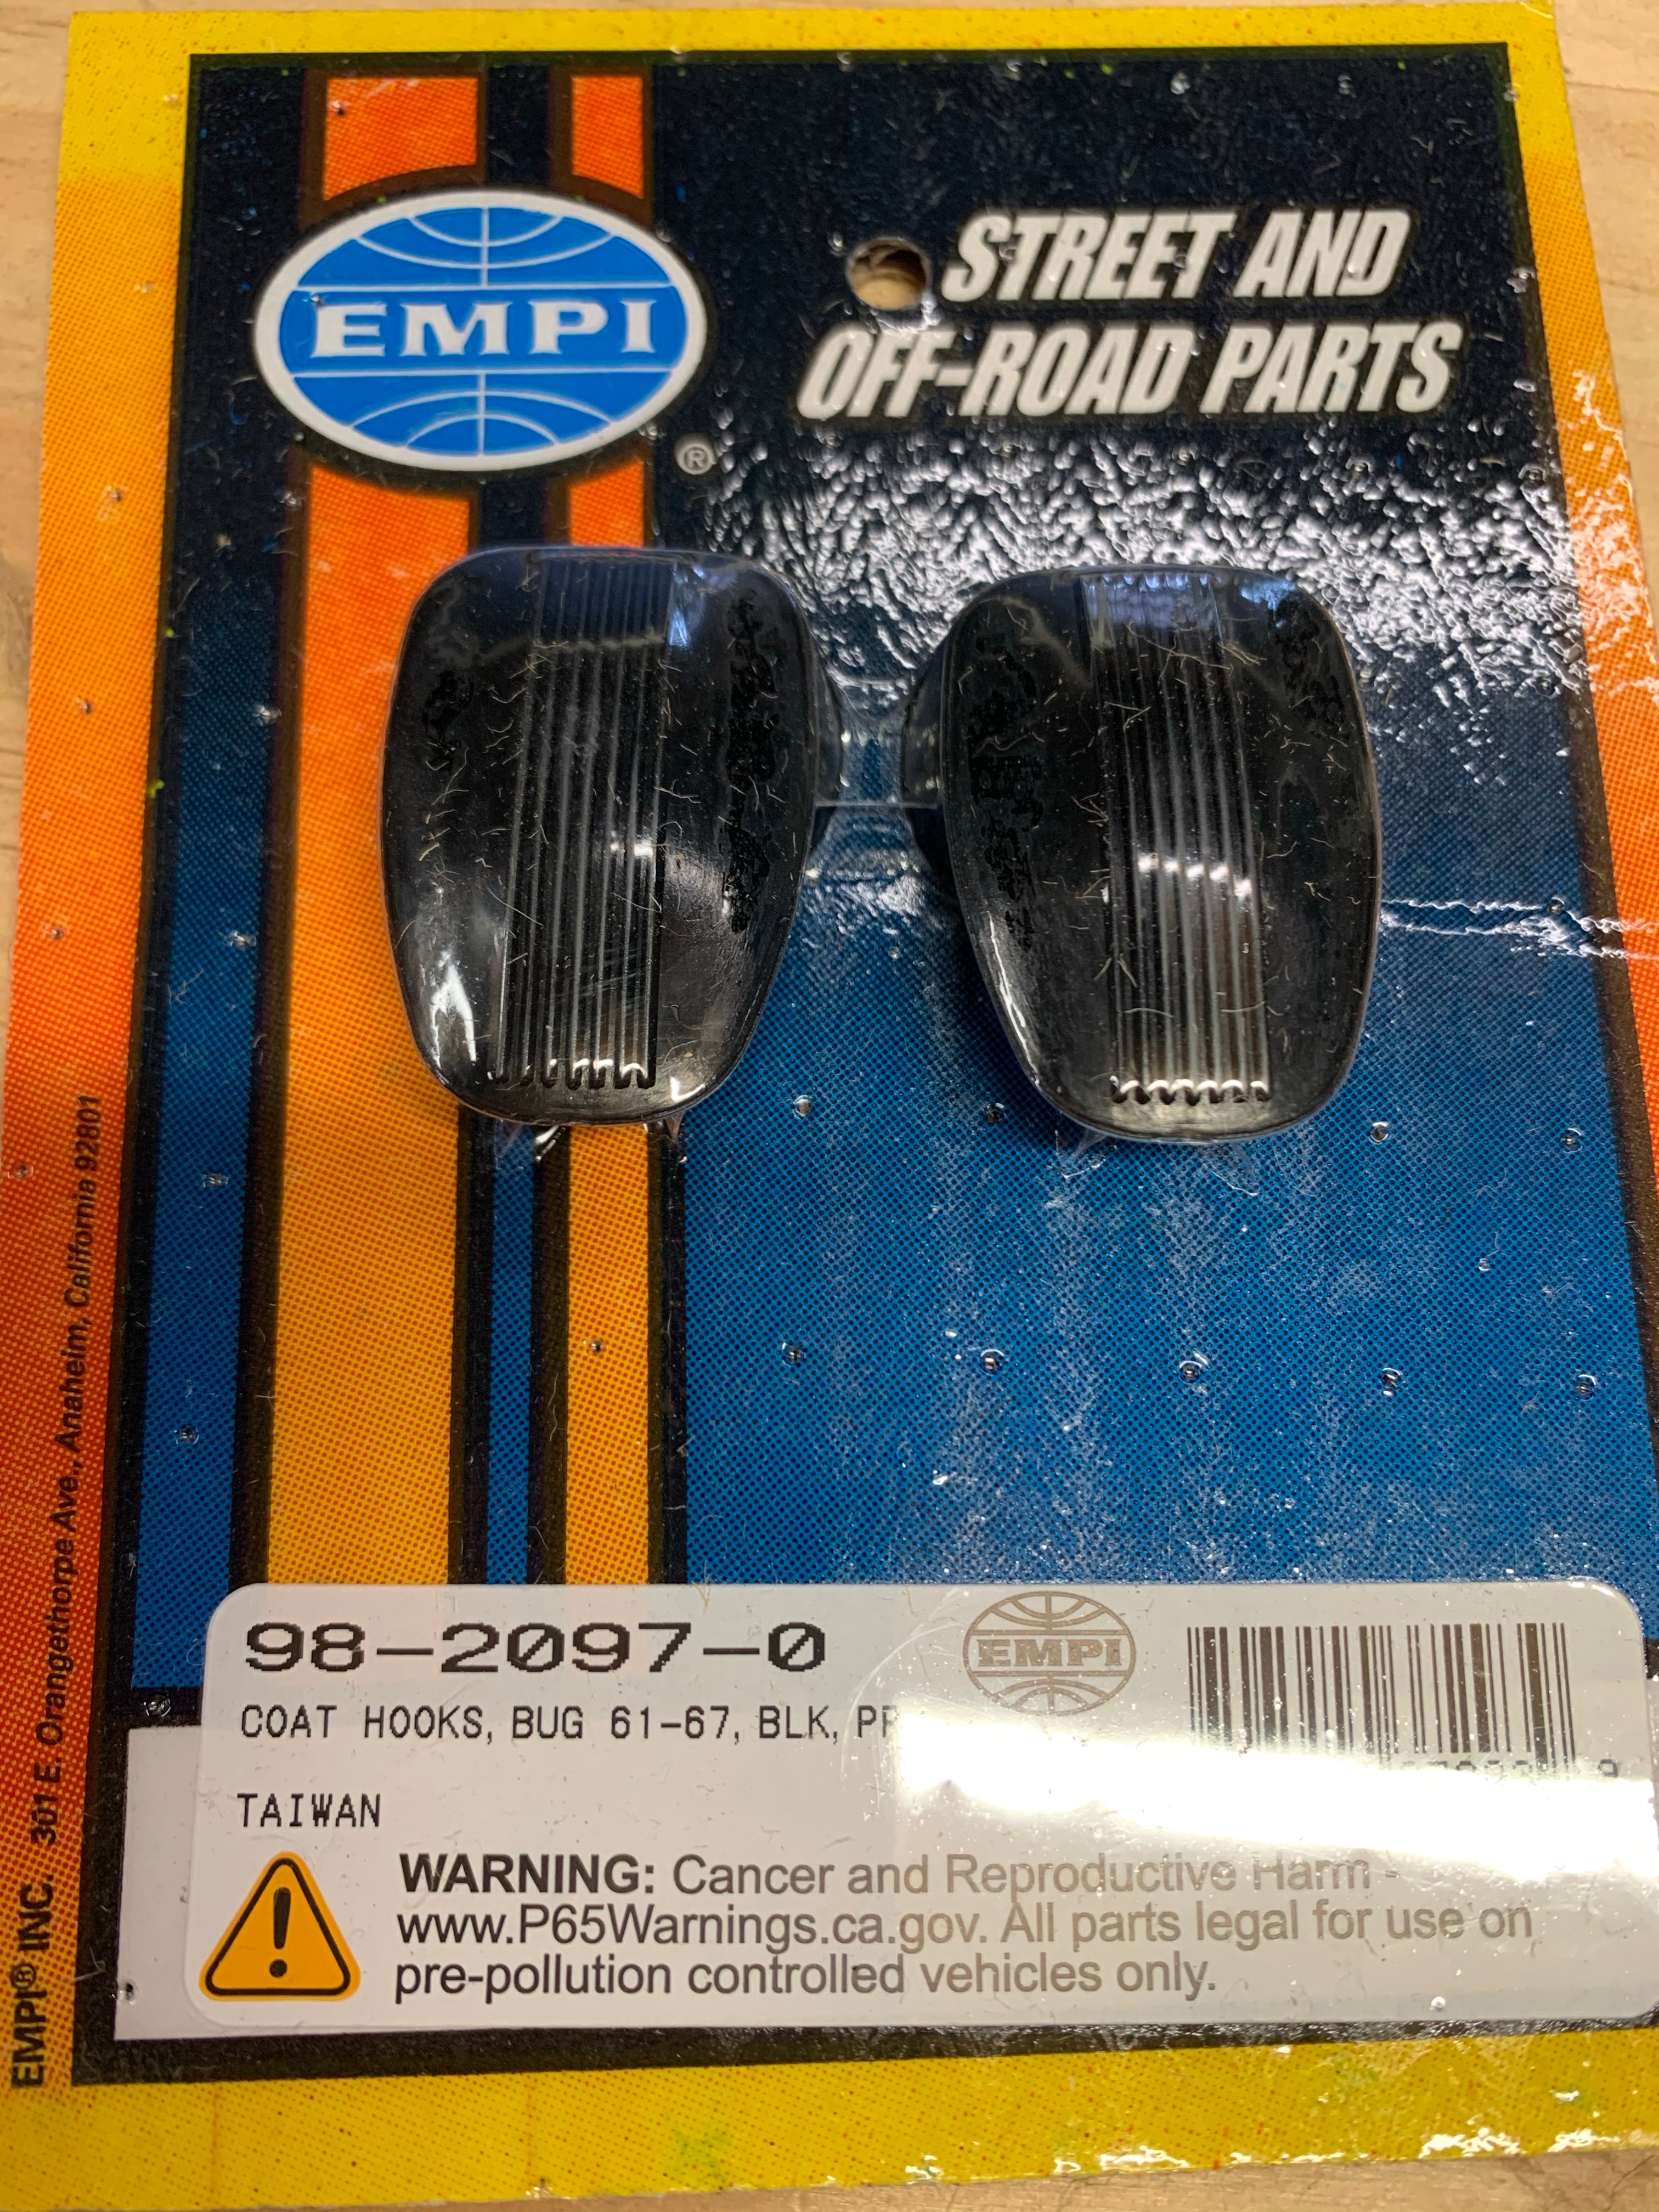 EMPI
®
STREET AND
OFF-ROAD PARTS
EMPI® INC. 301 E. Orangethorpe Ave., Anaheim, California 92801
98-2097-0
EMPI
COAT HOOKS, BUG 61-67, BLK,
TAIWAN
WARNING: Cancer and Reproductive Harm -
www.P65Warnings.ca.gov. All parts legal for use on
pre-pollution controlled vehicles only.